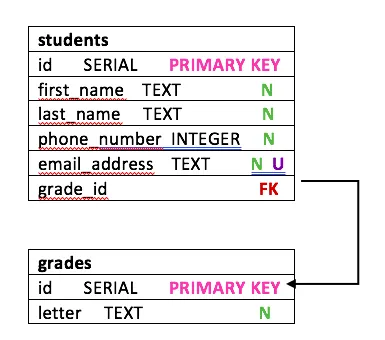 students
id SERIAL PRIMARY KEY
first_name TEXT N
last_name TEXT N
phone_number INTEGER N
email_address TEXT N U
grade_id FK
grades
id SERIAL PRIMARY KEY
letter TEXT N